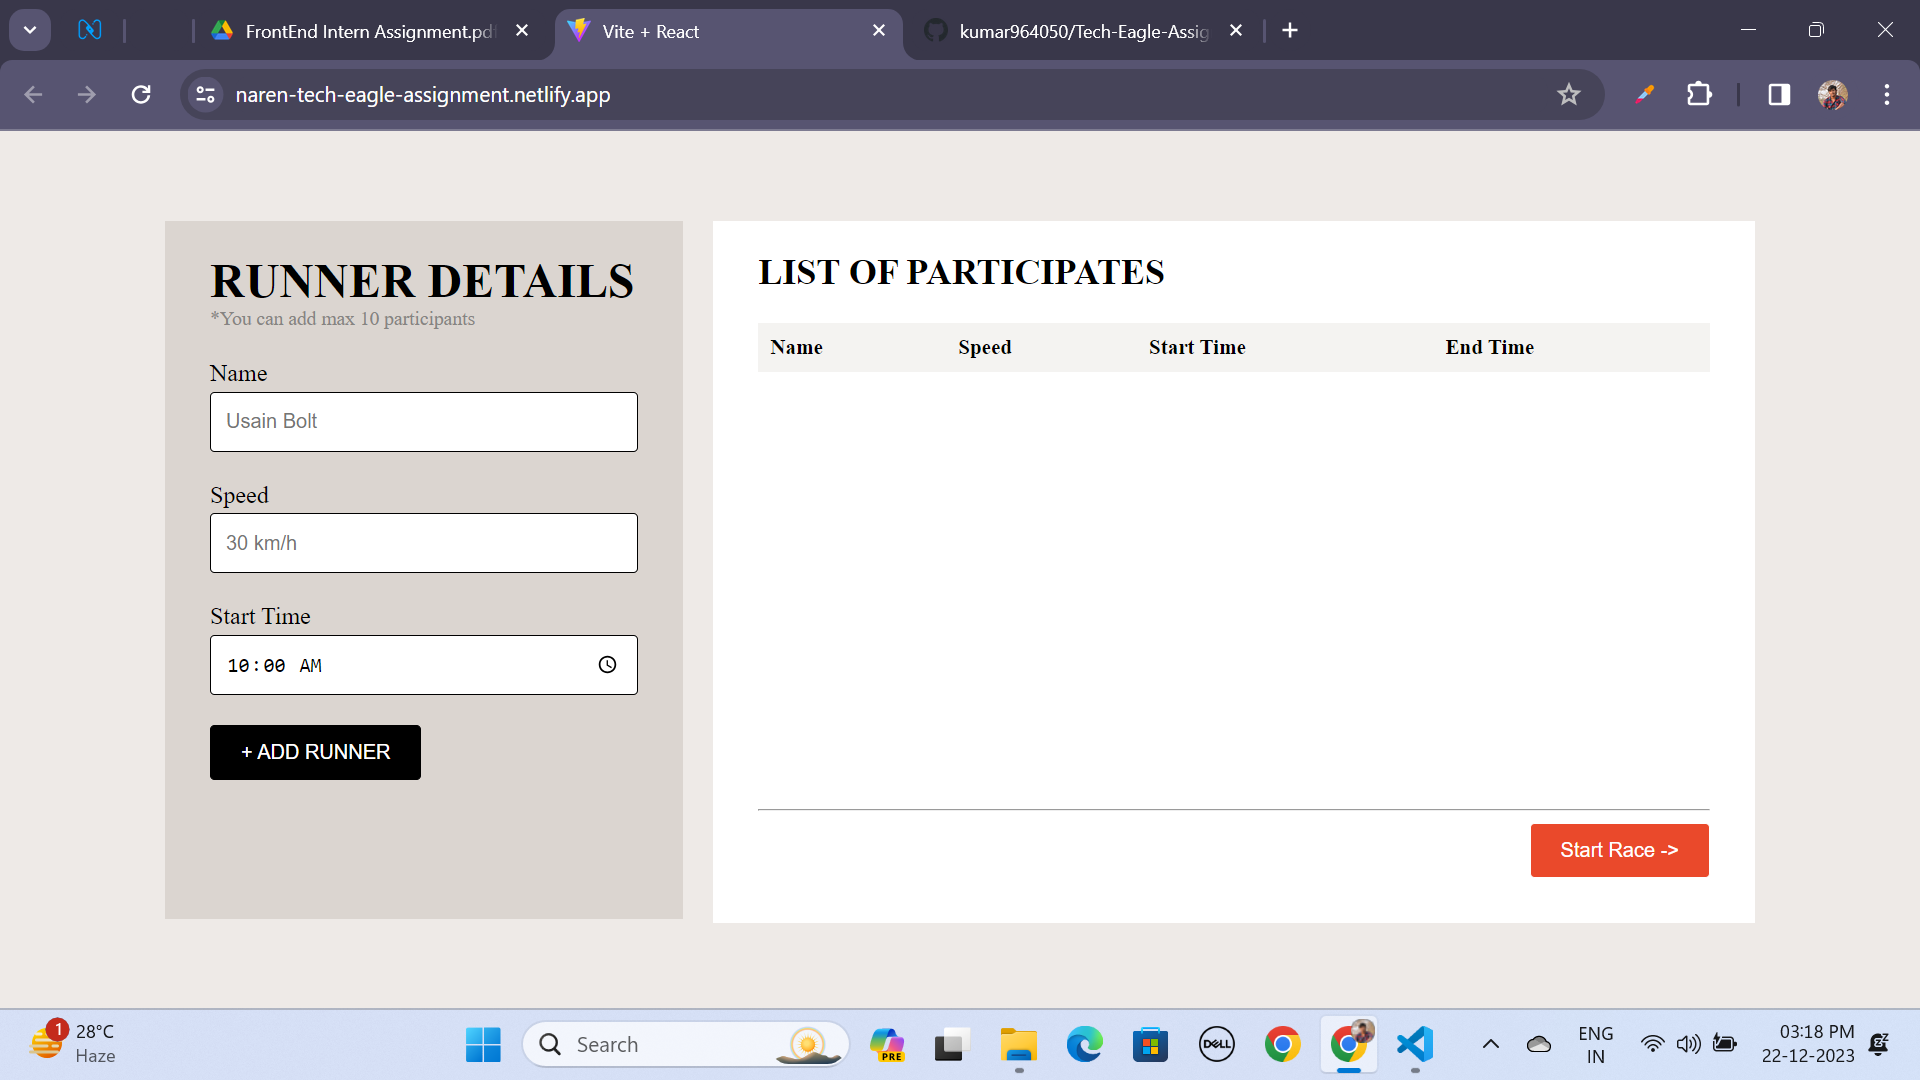 FrontEnd Intern Assignment.pdf
Vite + React
kumar964050/Tech-Eagle-Assig
naren-tech-eagle-assignment.netlify.app
RUNNER DETAILS
*You can add max 10 participants
Name
Usain Bolt
Speed
30 km/h
Start Time
10:00 AM
+ ADD RUNNER
LIST OF PARTICIPATES
Name Speed Start Time End Time
Start Race ->
1
28°C
Haze
Search
PRE
DELL
ENG
IN
03:18 PM
22-12-2023